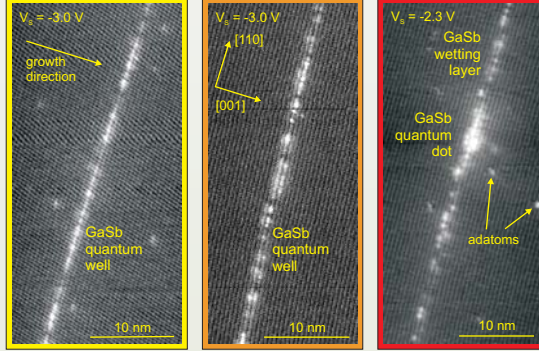 Vs = -3.0 V
growth
direction
GaSb
quantum
well
10 nm
Vs = -3.0 V
[110]
[001]
GaSb
quantum
well
10 nm
Vs = -2.3 V
GaSb
wetting
layer
GaSb
quantum
dot
adatoms
10 nm